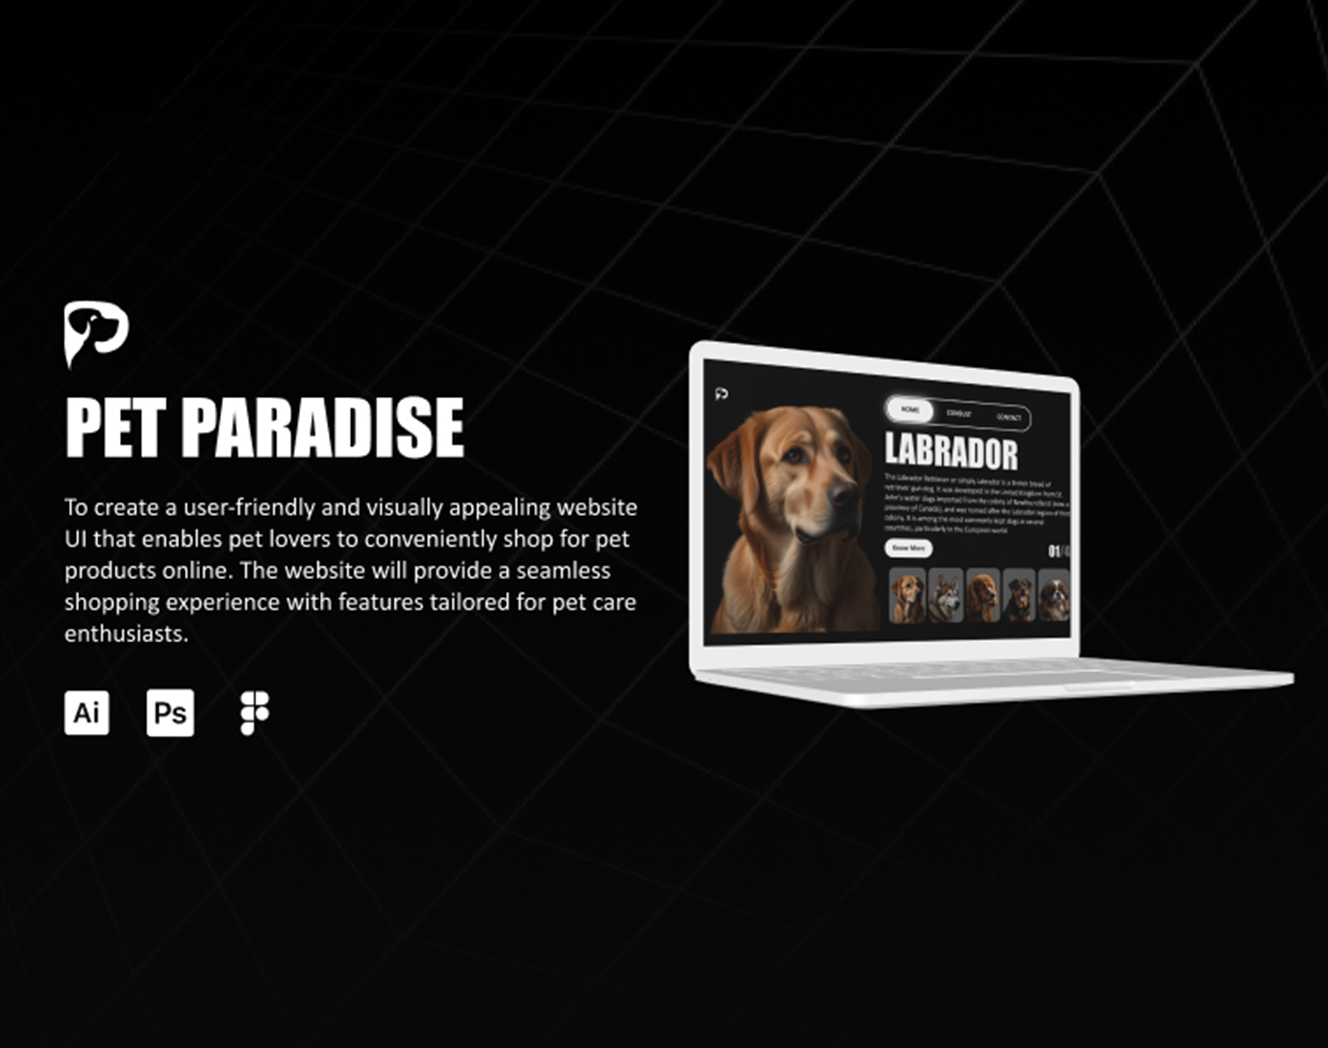 PET PARADISE
To create a user-friendly and visually appealing website
UI that enables pet lovers to conveniently shop for pet
products online. The website will provide a seamless
shopping experience with features tailored for pet care
enthusiasts.
Ai Ps
HOME CONSULT CONTACT
LABRADOR
The Labrador Retriever or simply Labrador is a British breed of
retriever gun dog. It was developed in the United Kingdom from St.
John's water dogs imported from the colony of Newfoundland (now a
province of Canada), and was named after the Labrador region of that
colony. It is among the most commonly kept dogs in several
countries, particularly in the European world.
Know More
01/